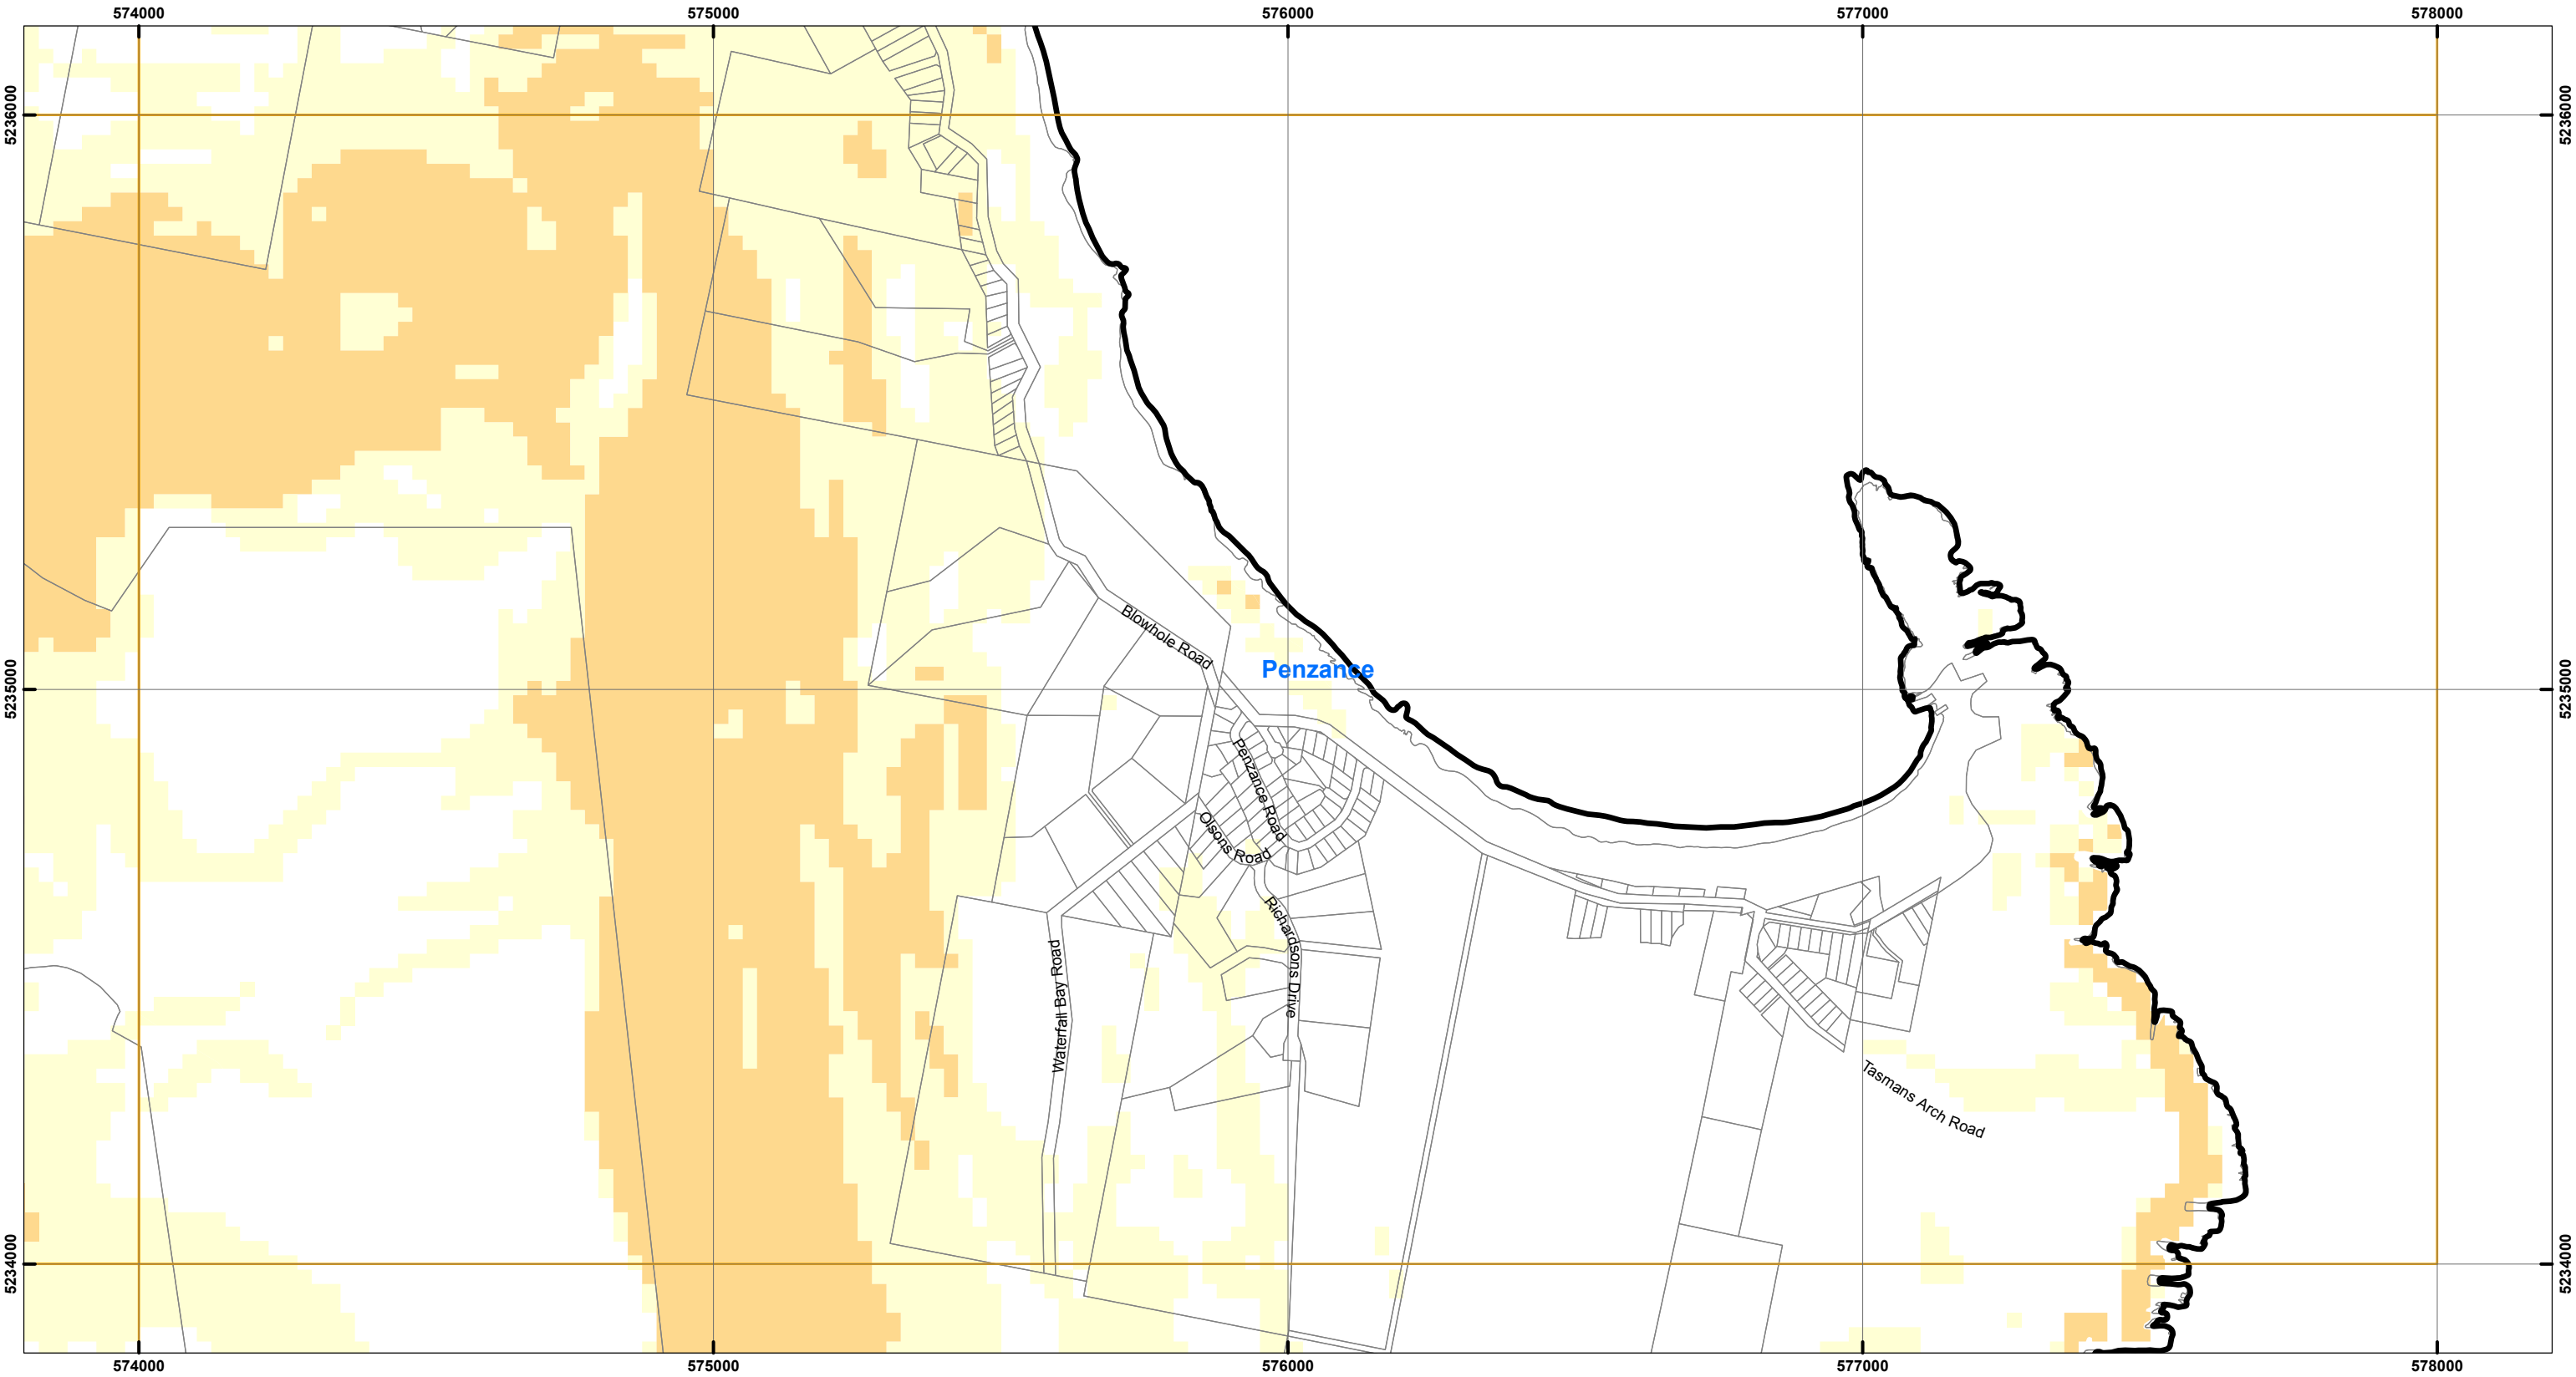 574000 575000 576000 577000 578000
5236000 5236000
Blowhole Road
Penzance
5235000 5235000
Penzance Road
Olsons Road
Richardsons Drive
Waterfall Bay Road
Tasmans Arch Road
5234000 5234000
574000 575000 576000 577000 578000